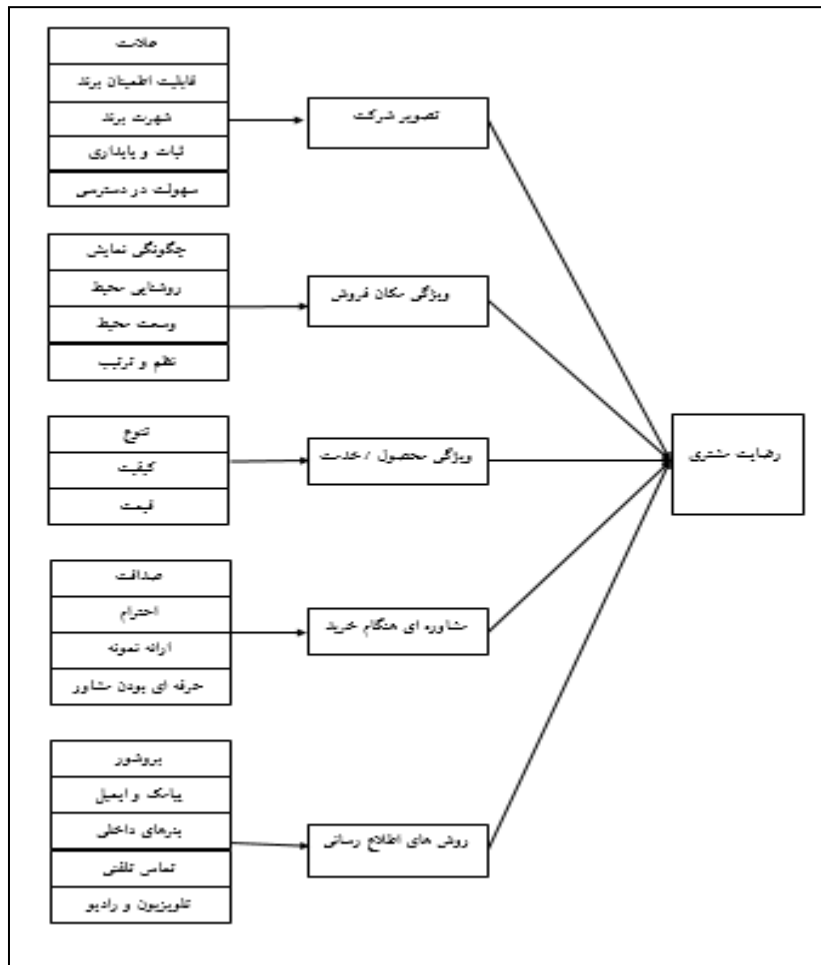 علامت
قابلیت اطمینان برند
شهرت برند
ثبات و پایداری
سهولت در دسترسی
تصویر شرکت
چگونگی نمایش
روشنایی محیط
وسعت محیط
نظم و ترتیب
ویژگی مکان فروش
تنوع
کیفیت
قیمت
ویژگی محصول / خدمت
صداقت
احترام
ارائه نمونه
حرفه ای بودن مشاور
مشاوره ای هنگام خرید
بروشور
پیامک و ایمیل
بنرهای داخلی
تماس تلفنی
تلویزیون و رادیو
روش های اطلاع رسانی
رضایت مشتری